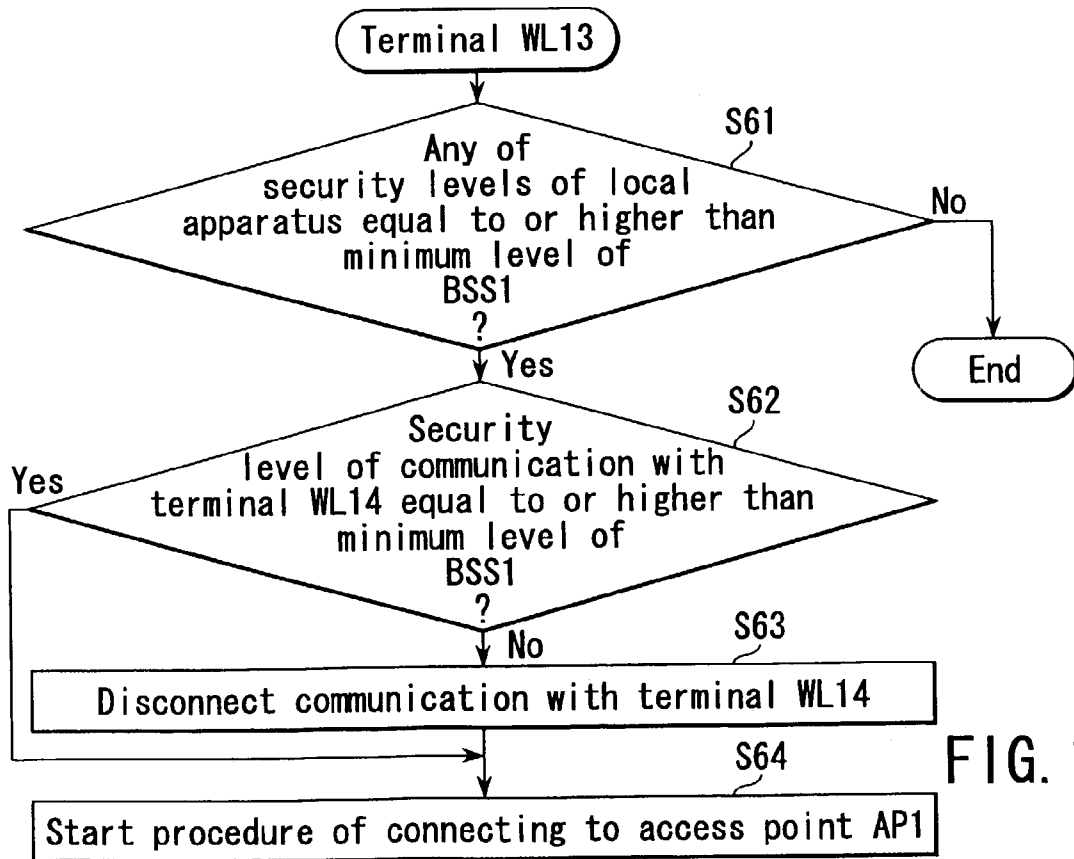 Terminal WL13
S61
Any of
security levels of local
apparatus equal to or higher than
minimum level of
BSS1
?
No
End
Yes
S62
Security
level of communication with
terminal WL14 equal to or higher than
minimum level of
BSS1
?
Yes
No
S63
Disconnect communication with terminal WL14
S64
Start procedure of connecting to access point AP1
FIG.